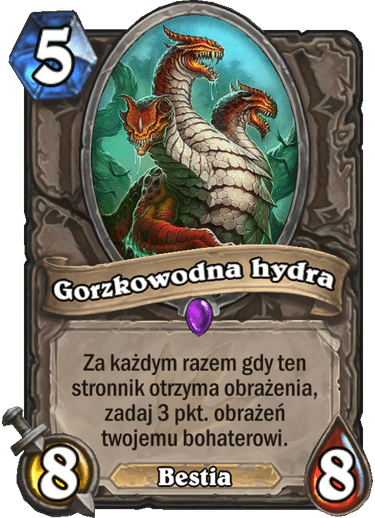 5
Gorzkowodna hydra
Za każdym razem gdy ten
stronnik otrzyma obrażenia,
zadaj 3 pkt. obrażeń
twojemu bohaterowi.
8
Bestia
8